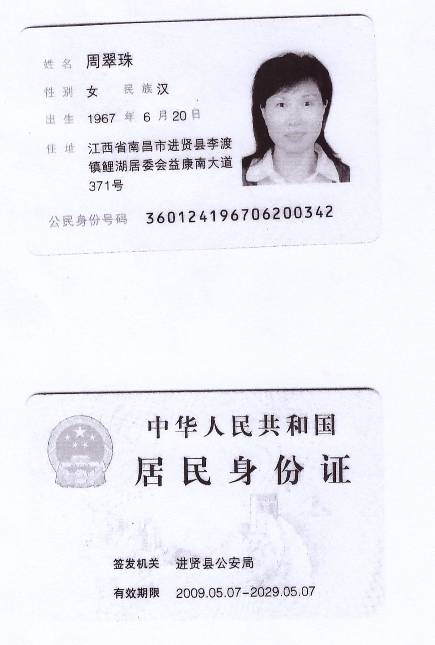 姓名 周翠珠
性别 女 民族 汉
出生 1967 年 6 月 20 日
住址 江西省南昌市进贤县李渡
镇鲤湖居委会益康南大道
371号
公民身份号码 360124196706200342
中华人民共和国
居民身份证
签发机关 进贤县公安局
有效期限 2009.05.07-2029.05.07